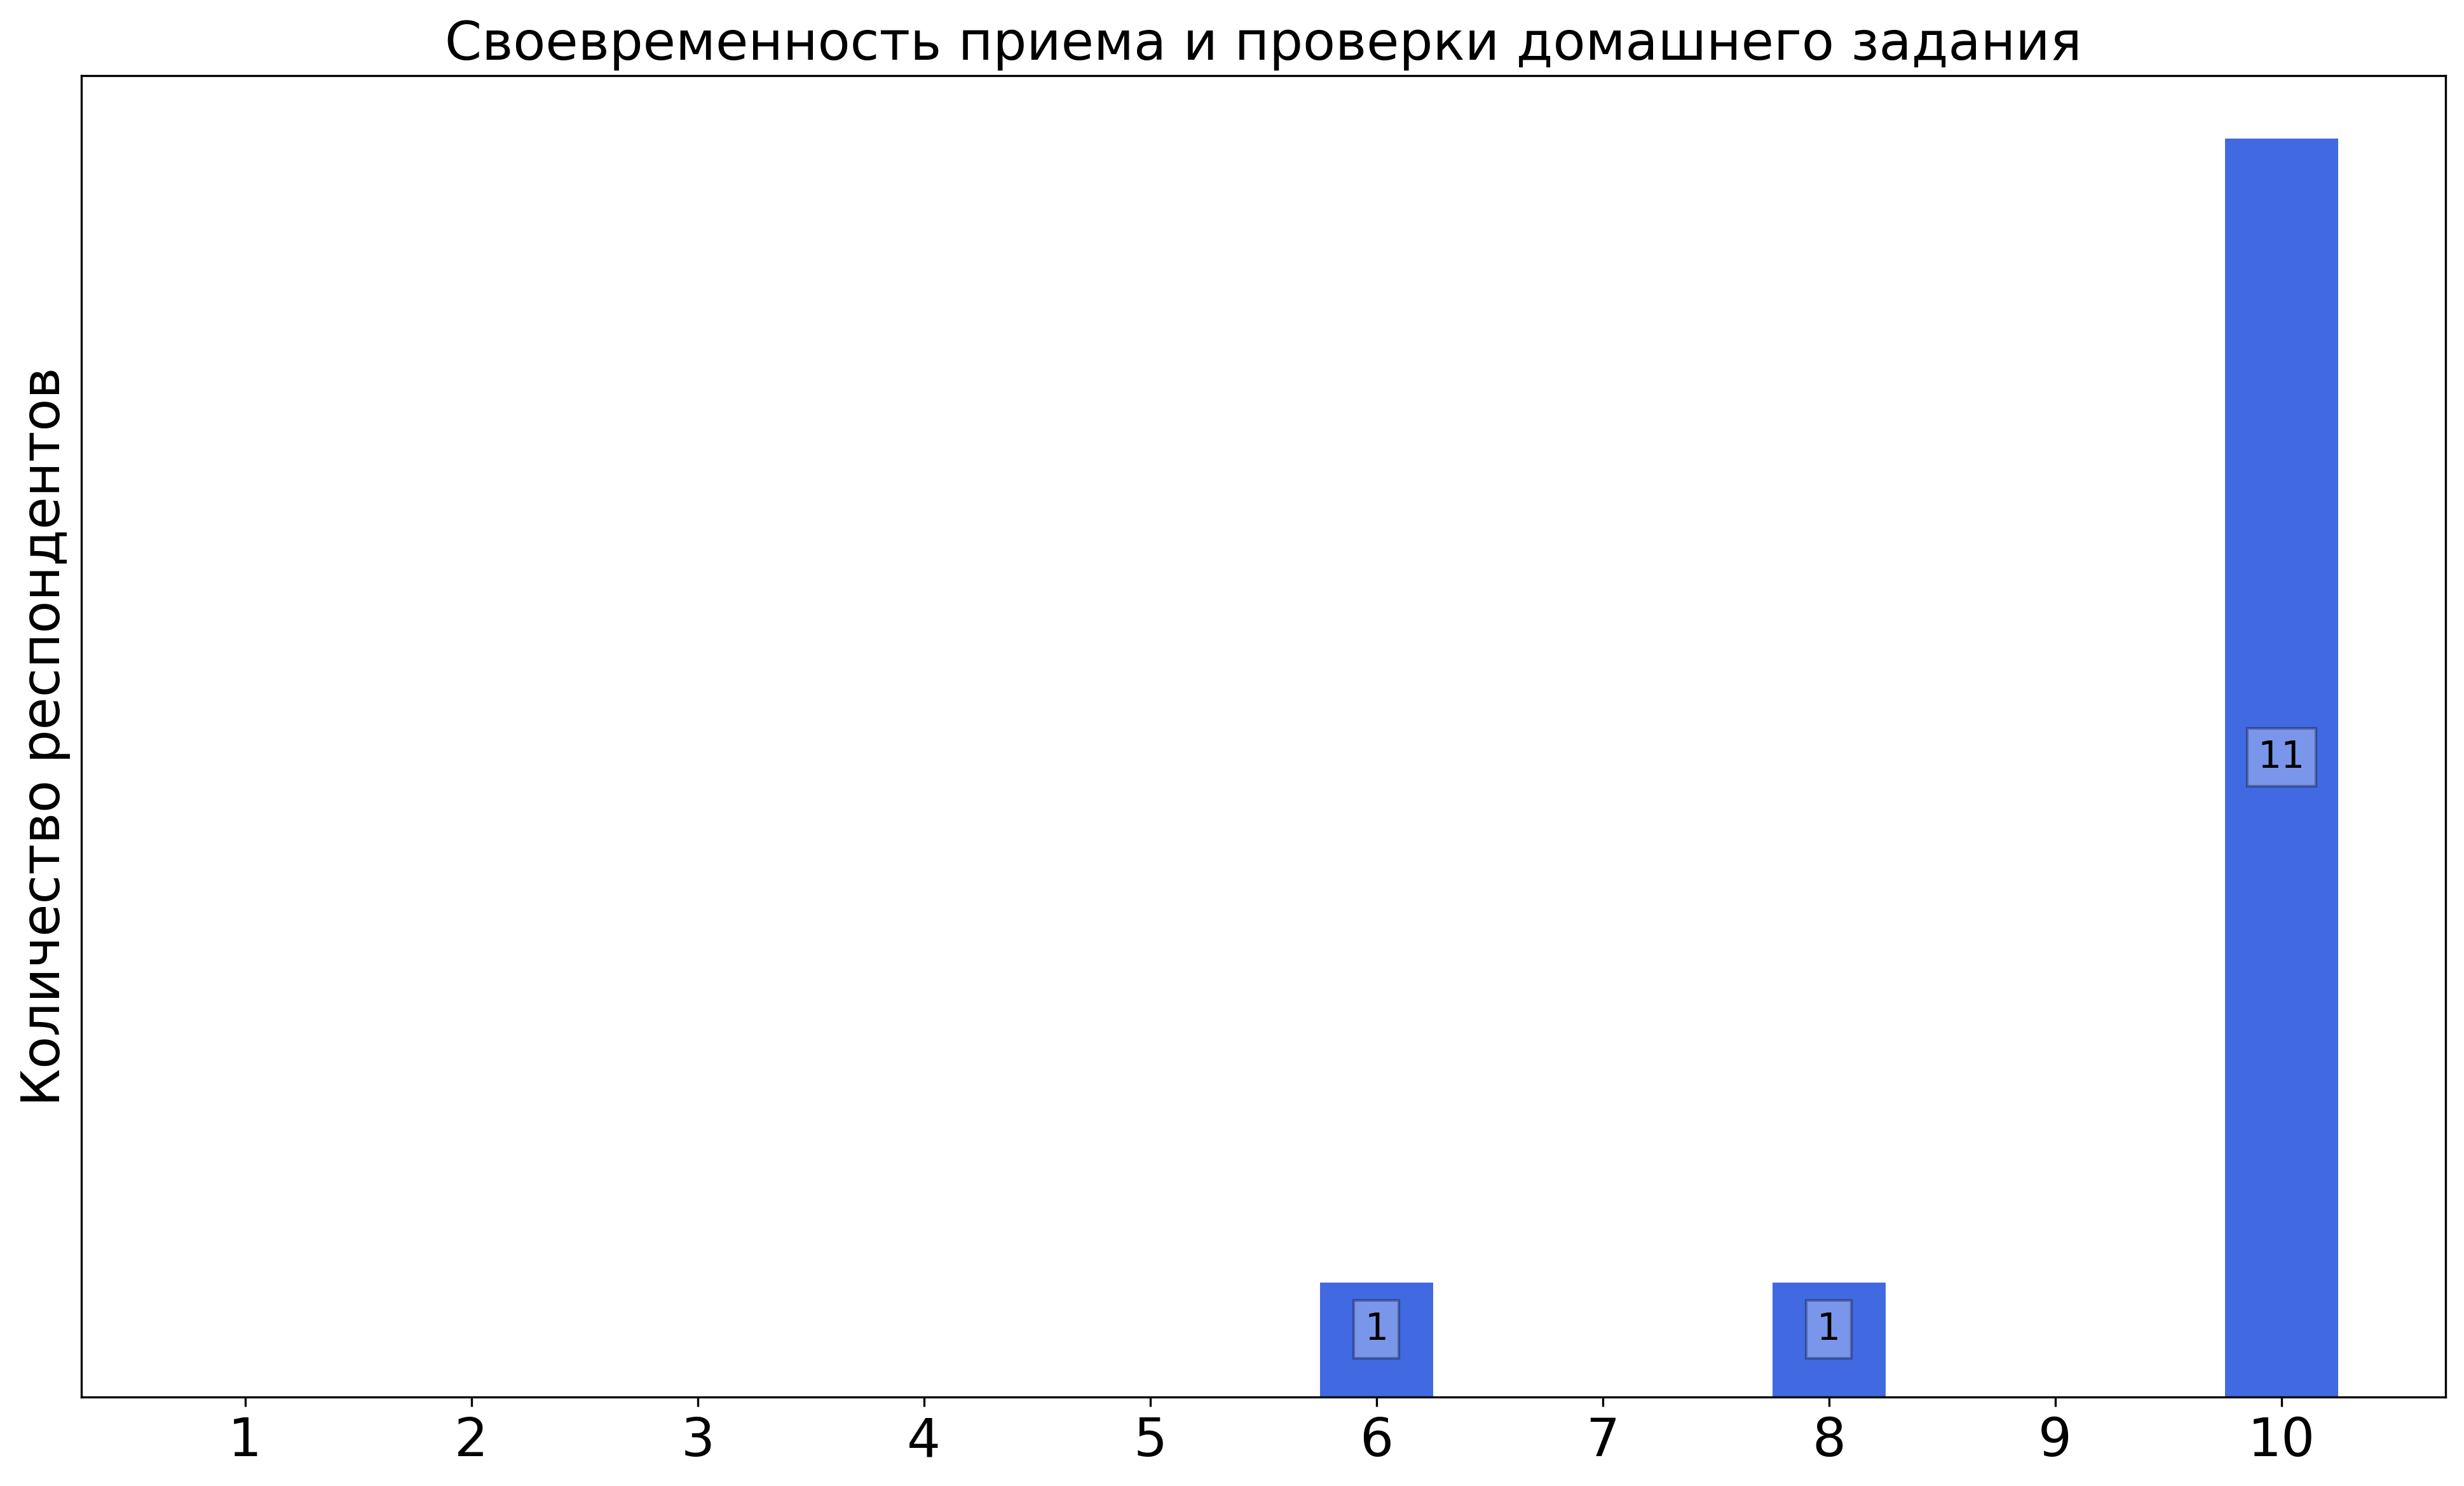 Своевременность приема и проверки домашнего задания
Количество респондентов
11
1 1
1 2 3 4 5 6 7 8 9 10